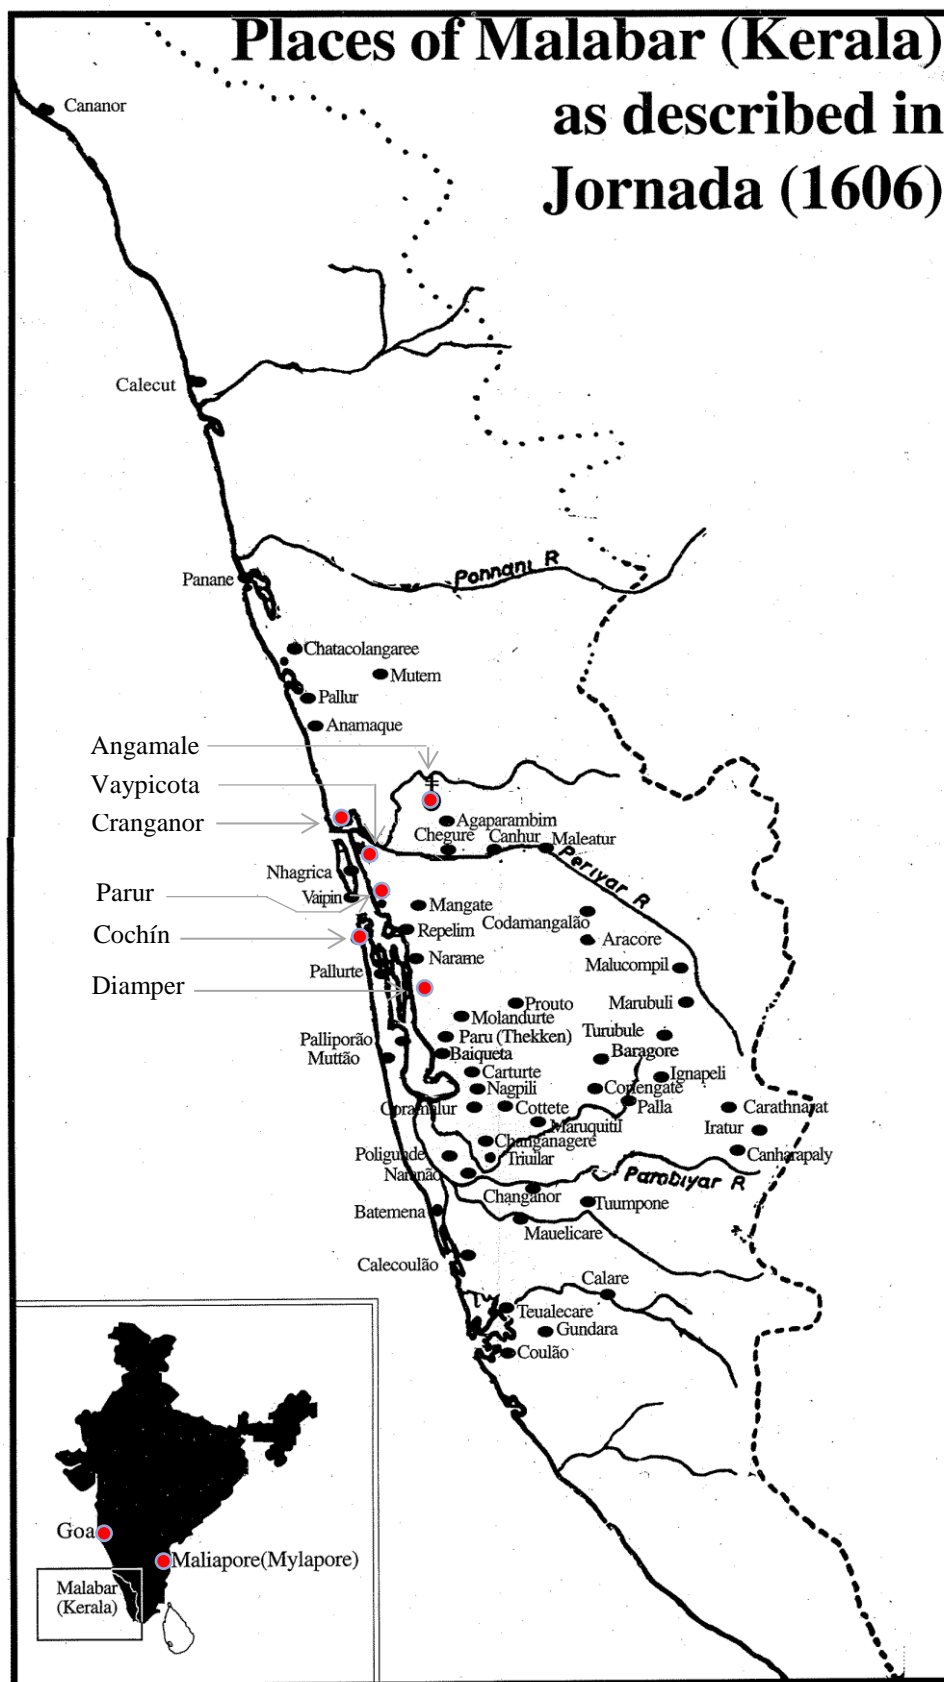 Places of Malabar (Kerala)
as described in
Jornada (1606)
Cananor
Calecut
Ponnani R
Panane
Chatacolangaree
Mutem
Pallur
Anamaque
Angamale
Vaypicota
Cranganor
Agaparambim
Chegure
Canhur
Maleatur
Periyar R
Nhagrica
Parur
Vaipin
Mangate
Codamangalão
Cochín
Repelim
Aracore
Narame
Malucompil
Pallurte
Diamper
Prouto
Marubuli
Molandurte
Turubule
Palliporão
Paru (Thekken)
Muttão
Baiqueta
Baragore
Carturte
Ignapeli
Nagpili
Corengate
Coramalur
Cottete
Palla
Carathnarat
Maruquitil
Iratur
Changanagere
Canharapaly
Poligunde
Triuilar
Naranão
Pambiyar R
Changanor
Tuumpone
Batemena
Mauelicare
Calecoulão
Calare
Teualecare
Gundara
Coulão
Goa
Maliapore(Mylapore)
Malabar
(Kerala)